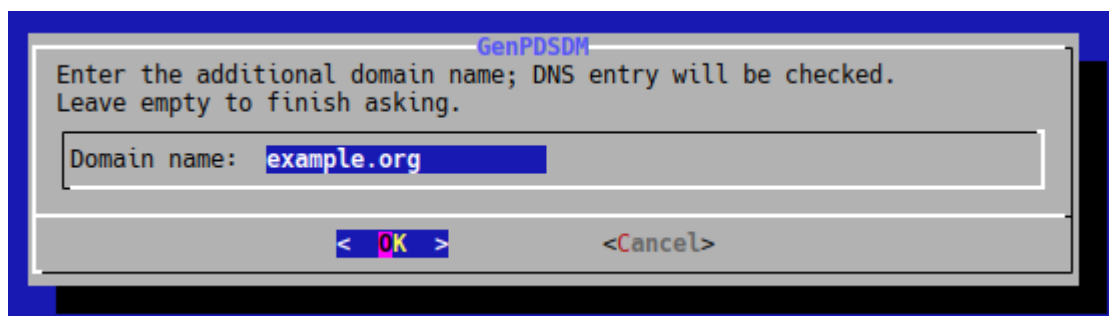 GenPDSDM
Enter the additional domain name; DNS entry will be checked.
Leave empty to finish asking.
Domain name: example.org
< OK > <Cancel>